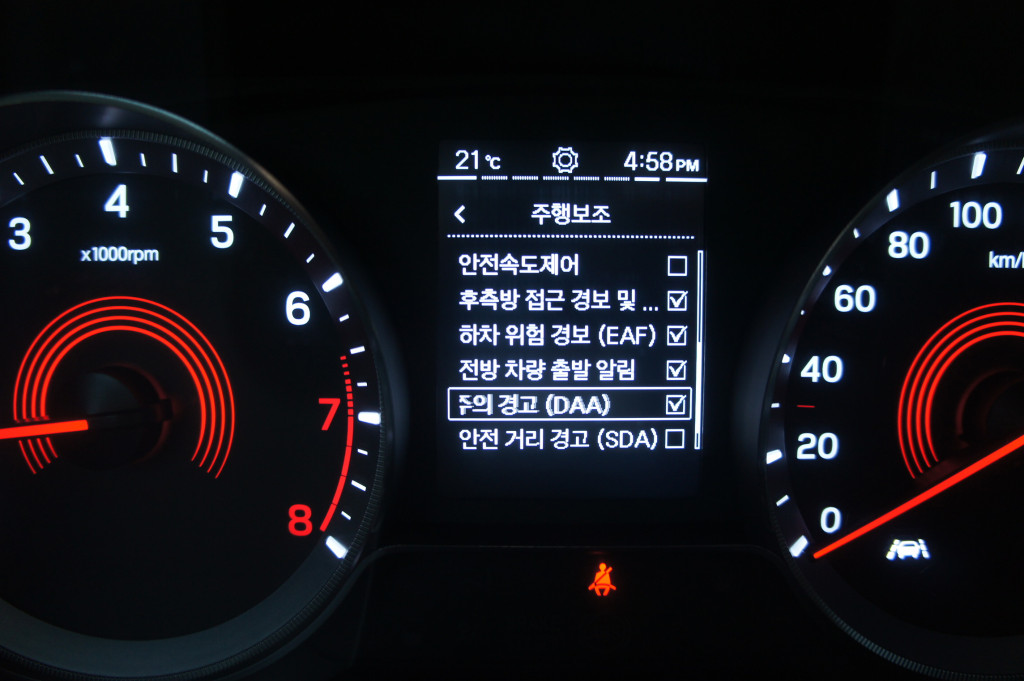 21 ℃ 4:58PM
< 주행보조
안전속도제어
후측방 접근 경보 및 ...
하차 위험 경보 (EAF)
전방 차량 출발 알림
주의 경고 (DAA)
안전 거리 경고 (SDA)
3
4
5
x1000rpm
6
7
8
100
80
km/h
60
40
20
0